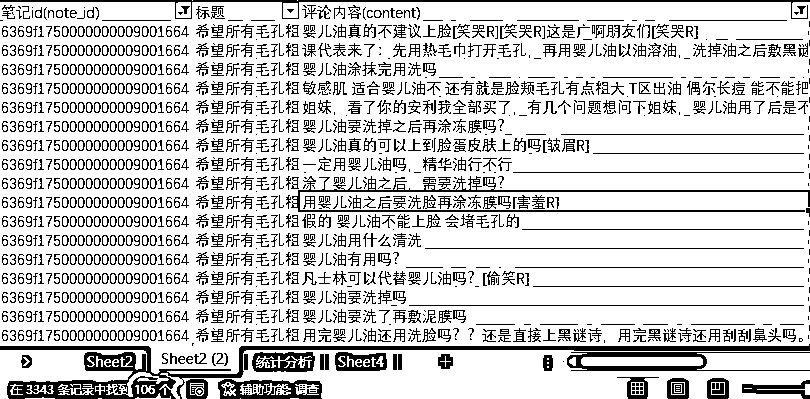 笔记id(note_id) 标题 评论内容(content)
6369f1750000000009001664 希望所有毛孔粗 婴儿油真的不建议上脸[笑哭R][笑哭R]这是广啊朋友们[笑哭R]
6369f1750000000009001664 希望所有毛孔粗 课代表来了：先用热毛巾打开毛孔，再用婴儿油以油溶油，洗掉油之后敷黑谜
6369f1750000000009001664 希望所有毛孔粗 婴儿油涂抹完用洗吗
6369f1750000000009001664 希望所有毛孔粗 敏感肌 适合婴儿油不 还有就是脸颊毛孔有点粗大 T区出油 偶尔长痘 能不能把
6369f1750000000009001664 希望所有毛孔粗 姐妹，看了你的安利我全部买了，有几个问题想问下姐妹，婴儿油用了后是不
6369f1750000000009001664 希望所有毛孔粗 婴儿油要洗掉之后再涂冻膜吗?
6369f1750000000009001664 希望所有毛孔粗 婴儿油真的可以上到脸蛋皮肤上的吗[皱眉R]
6369f1750000000009001664 希望所有毛孔粗 一定用婴儿油吗，精华油行不行
6369f1750000000009001664 希望所有毛孔粗 涂了婴儿油之后，需要洗掉吗?
6369f1750000000009001664 希望所有毛孔粗 用婴儿油之后要洗脸再涂冻膜吗[害羞R]
6369f1750000000009001664 希望所有毛孔粗 假的 婴儿油不能上脸 会堵毛孔的
6369f1750000000009001664 希望所有毛孔粗 婴儿油用什么清洗
6369f1750000000009001664 希望所有毛孔粗 婴儿油有用吗?
6369f1750000000009001664 希望所有毛孔粗 凡士林可以代替婴儿油吗? [偷笑R]
6369f1750000000009001664 希望所有毛孔粗 婴儿油要洗掉吗
6369f1750000000009001664 希望所有毛孔粗 婴儿油要洗了再敷泥膜吗
6369f1750000000009001664 希望所有毛孔粗 用完婴儿油还用洗脸吗? ? 还是直接上黑谜诗，用完黑谜诗还用刮刮鼻头吗。
Sheet2 Sheet2 (2) 统计分析 Sheet4
在 3343 条记录中找到 106 个 辅助功能: 调查